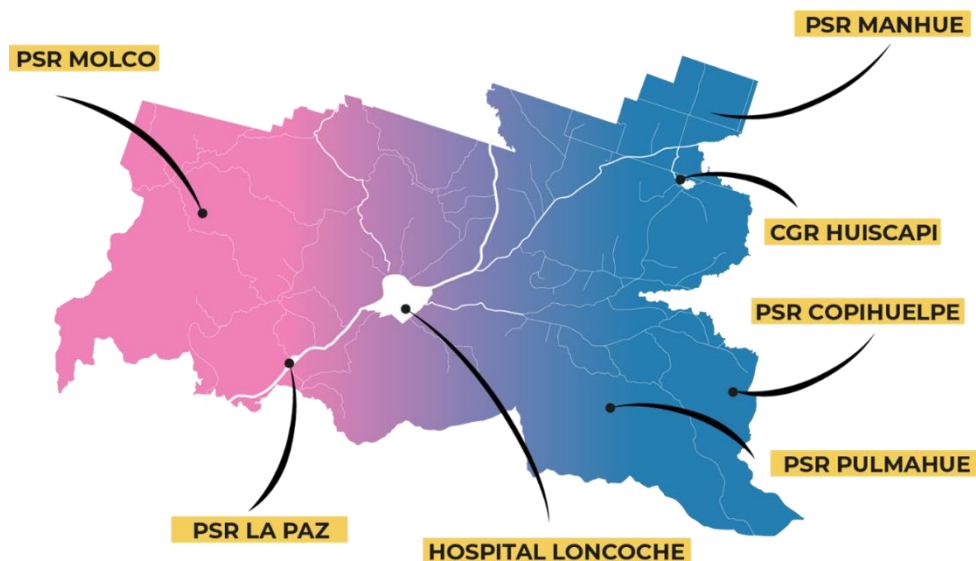 PSR MANHUE
PSR MOLCO
CGR HUISCAPI
PSR COPIHUELPE
PSR PULMAHUE
PSR LA PAZ
HOSPITAL LONCOCHE